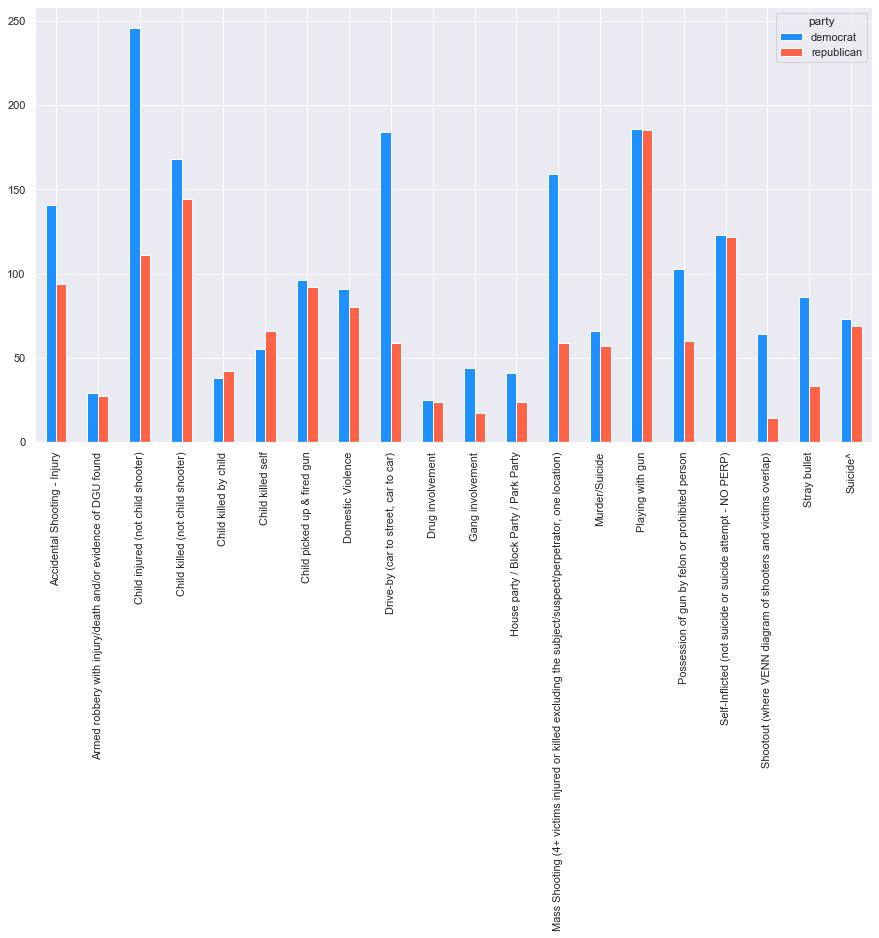 250
200
150
100
50
0
party
democrat
republican
Accidental Shooting - Injury
Armed robbery with injury/death and/or evidence of DGU found
Child injured (not child shooter)
Child killed (not child shooter)
Child killed by child
Child killed self
Child picked up & fired gun
Domestic Violence
Drive-by (car to street, car to car)
Drug involvement
Gang involvement
House party / Block Party / Park Party
Mass Shooting (4+ victims injured or killed excluding the subject/suspect/perpetrator, one location)
Murder/Suicide
Playing with gun
Possession of gun by felon or prohibited person
Self-Inflicted (not suicide or suicide attempt - NO PERP)
Shootout (where VENN diagram of shooters and victims overlap)
Stray bullet
Suicide^